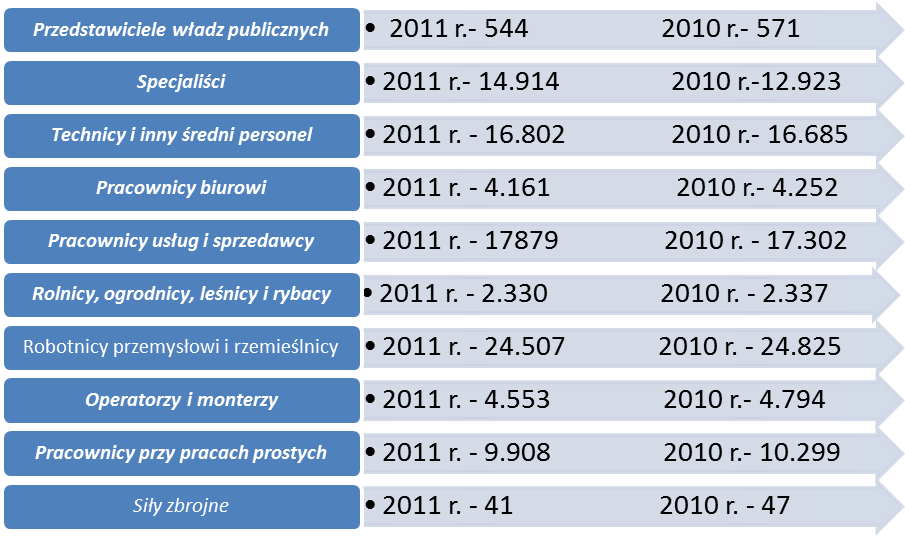 Przedstawiciele władz publicznych • 2011 r.- 544 2010 r.- 571
Specjaliści • 2011 r.- 14.914 2010 r.-12.923
Technicy i inny średni personel • 2011 r. - 16.802 2010 r.- 16.685
Pracownicy biurowi • 2011 r. - 4.161 2010 r.- 4.252
Pracownicy usług i sprzedawcy • 2011 r. - 17879 2010 r. - 17.302
Rolnicy, ogrodnicy, leśnicy i rybacy • 2011 r. - 2.330 2010 r. - 2.337
Robotnicy przemysłowi i rzemieślnicy • 2011 r. - 24.507 2010 r. - 24.825
Operatorzy i monterzy • 2011 r. - 4.553 2010 r.- 4.794
Pracownicy przy pracach prostych • 2011 r. - 9.908 2010 r.- 10.299
Siły zbrojne • 2011 r. - 41 2010 r. - 47